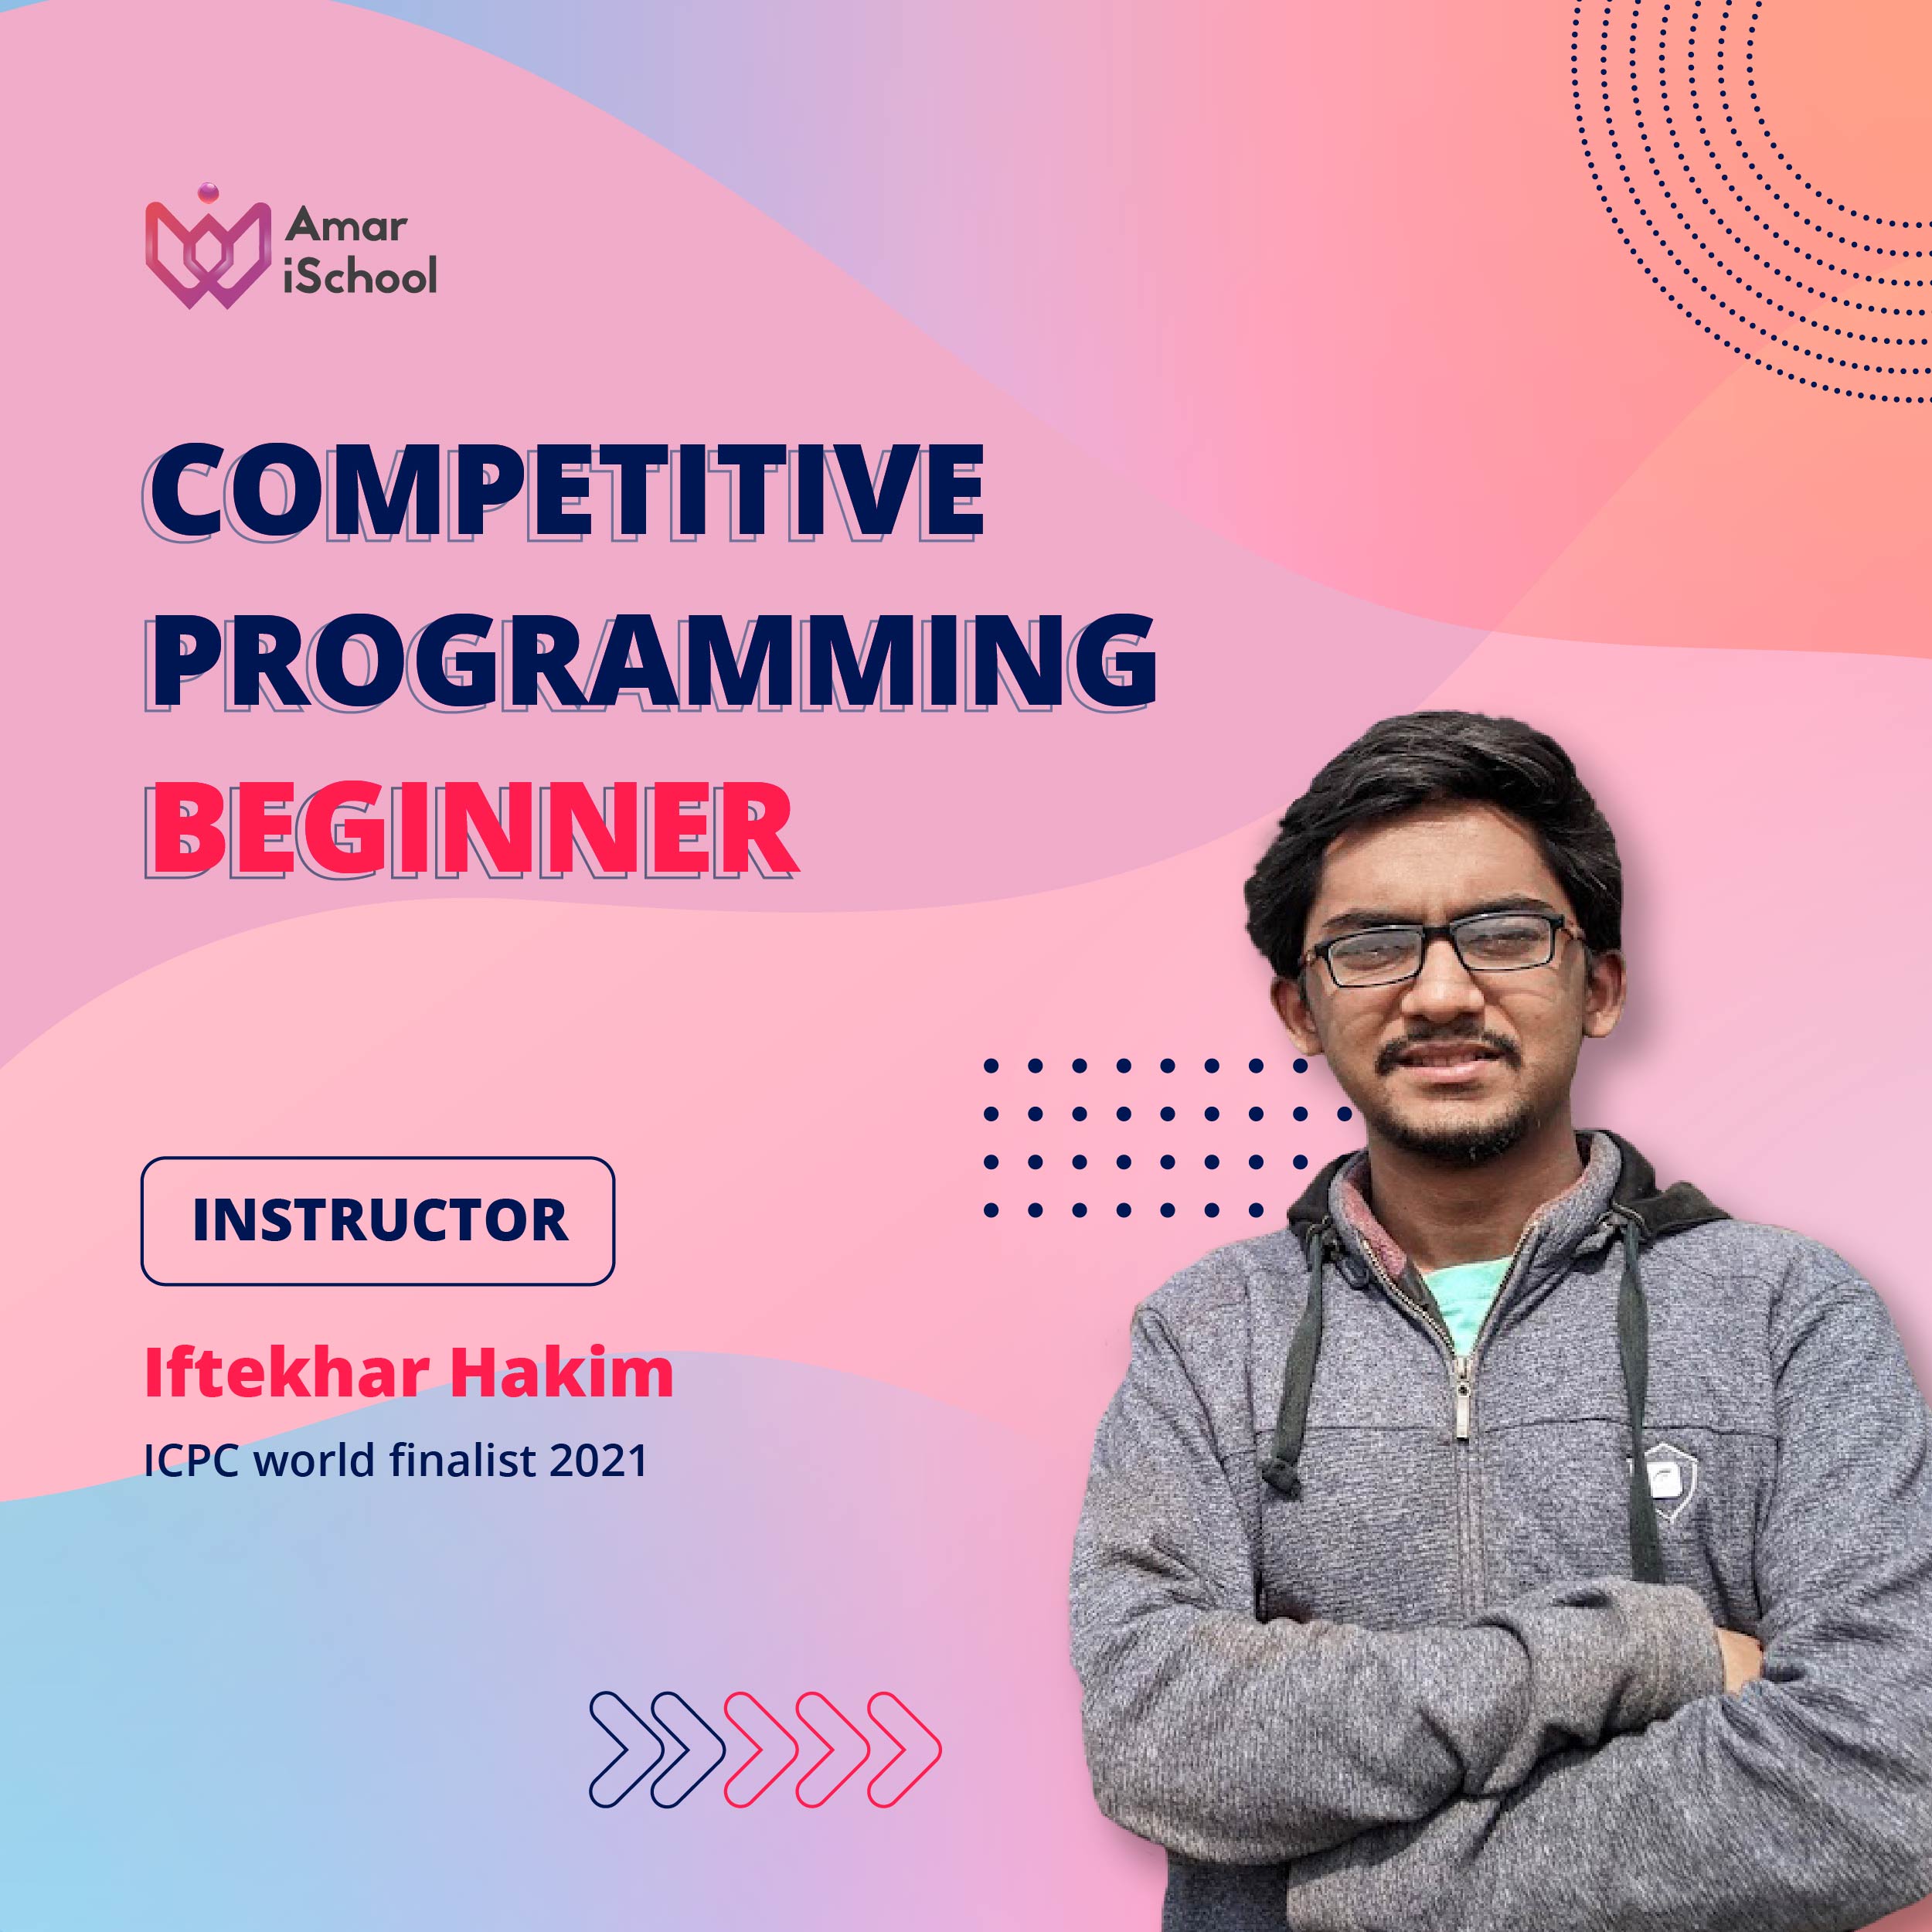 Amar
iSchool
COMPETITIVE
PROGRAMMING
BEGINNER
INSTRUCTOR
Iftekhar Hakim
ICPC world finalist 2021